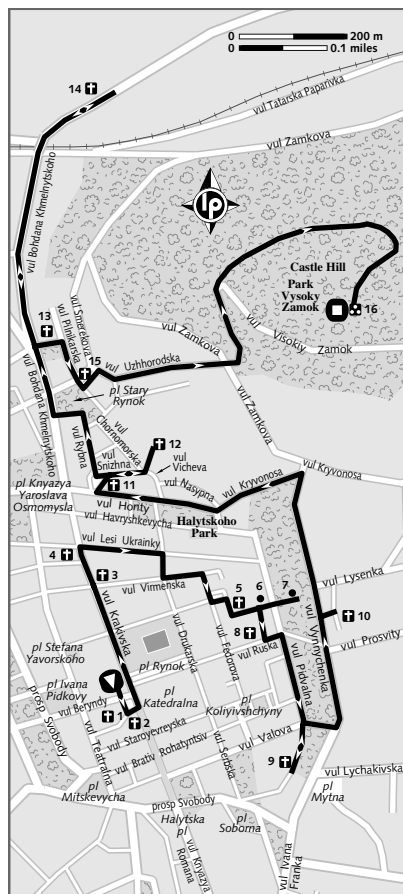 200 m
0.1 miles
0
0
14
vul Tatarska Paparivka
vul Zamkova
vul Bohdana Khmelnytskoho
lp
Castle Hill
Park
Vysoky
Zamok
16
13
vul Smerekova
vul Pilnikarska
15
vul Uzhhorodska
vul Zamkova
vul Visokiy Zamok
pl Stary
Rynok
vul Bohdana Khmelnytskoho
vul Rybna
vul Chornomorska
12
vul
Snizhna
vul
Vicheva
vul Zamkova
pl Knyazya
Yaroslava
Osmomysla
11
vul Nasypna
vul Kryvonosa
vul Kryvonosa
vul Honty
vul Havryshkevycha
Halytskoho
Park
vul Lesi Ukrainky
4
3
vul Virmenska
5
6
7
vul Lysenka
vul Krakivska
8
10
vul Prosvity
vul Vynnychenka
pl Stefana
Yavorskoho
vul Drukarska
vul Fedorova
vul Ruska
vul Pidvalna
pl Rynok
pl Ivana
Pidkovy
pl
Katedralna
pl
Koliyivshchyny
vul Beryndy
1
2
prosp Svobody
vul Teatralna
vul Staroyevreyska
vul Brativ Rohatyntsiv
vul Serbska
vul Valova
9
vul Lychakivska
pl
Mitskevycha
prosp Svobody
pl
Mytna
Halytska
pl
pl
Soborna
vul Knyazya
Romana
vul Ivana
Franka